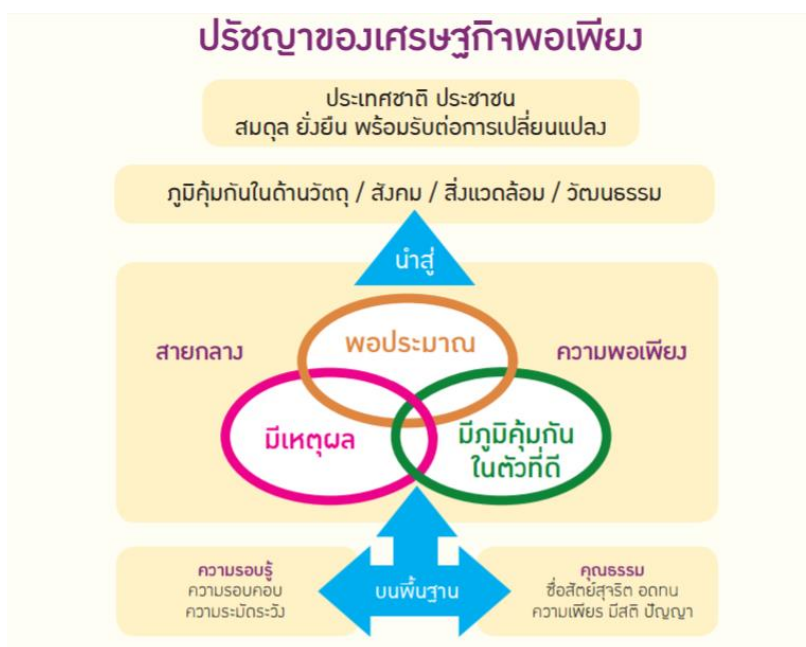 ปรัชญาของเศรษฐกิจพอเพียง
ประเทศชาติ ประชาชน
สมดุล ยั่งยืน พร้อมรับต่อการเปลี่ยนแปลง
ภูมิคุ้มกันในด้านวัตถุ / สังคม / สิ่งแวดล้อม / วัฒนธรรม
นำสู่
สายกลาง
พอประมาณ
ความพอเพียง
มีเหตุผล
มีภูมิคุ้มกัน
ในตัวที่ดี
ความรอบรู้
ความรอบคอบ
ความระมัดระวัง
บนพื้นฐาน
คุณธรรม
ซื่อสัตย์สุจริต อดทน
ความเพียร มีสติ ปัญญา